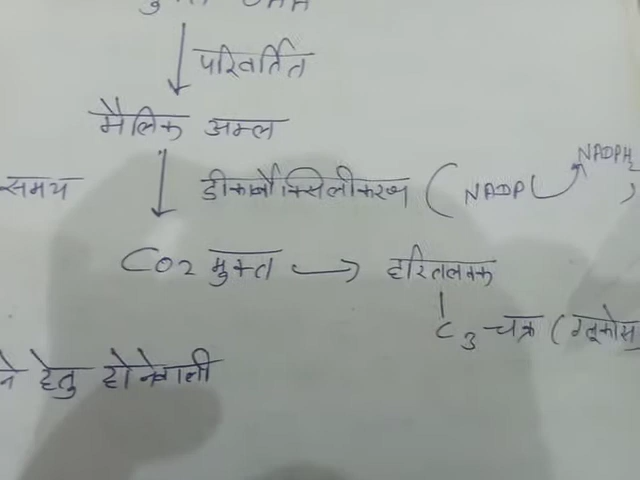 परिवर्तित
मैलिक अम्ल
समय डीकार्बोक्सिलीकरण (NADP NADPH2)
CO2 मुक्त → हरितलवक
C3 चक्र (ग्लूकोस
ने हेतु होनेवाली